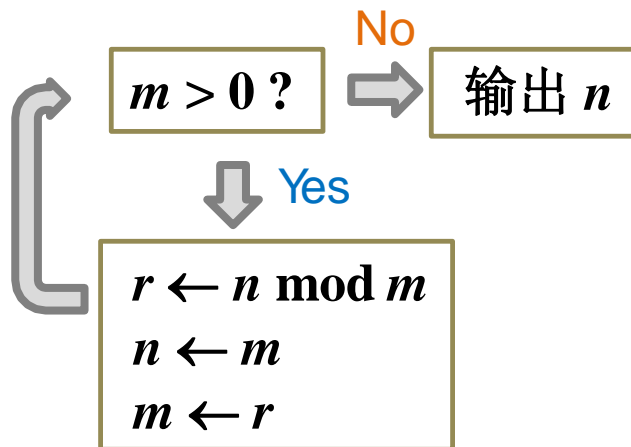 No
m > 0 ?
输出 n
Yes
r ← n mod m
n ← m
m ← r